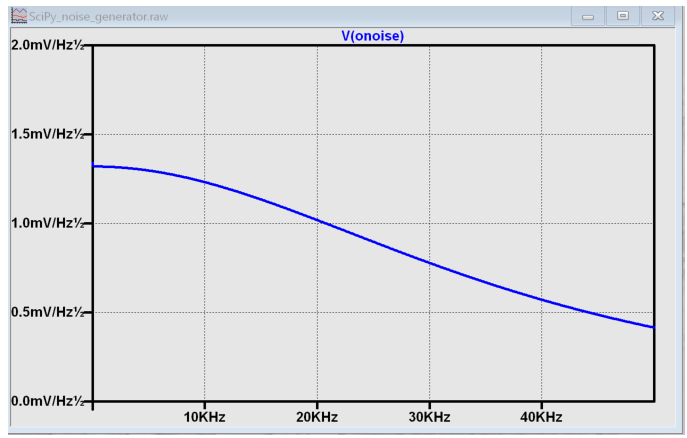 SciPy_noise_generator.raw
V(onoise)
2.0mV/Hz½
1.5mV/Hz½
1.0mV/Hz½
0.5mV/Hz½
0.0mV/Hz½
10KHz 20KHz 30KHz 40KHz